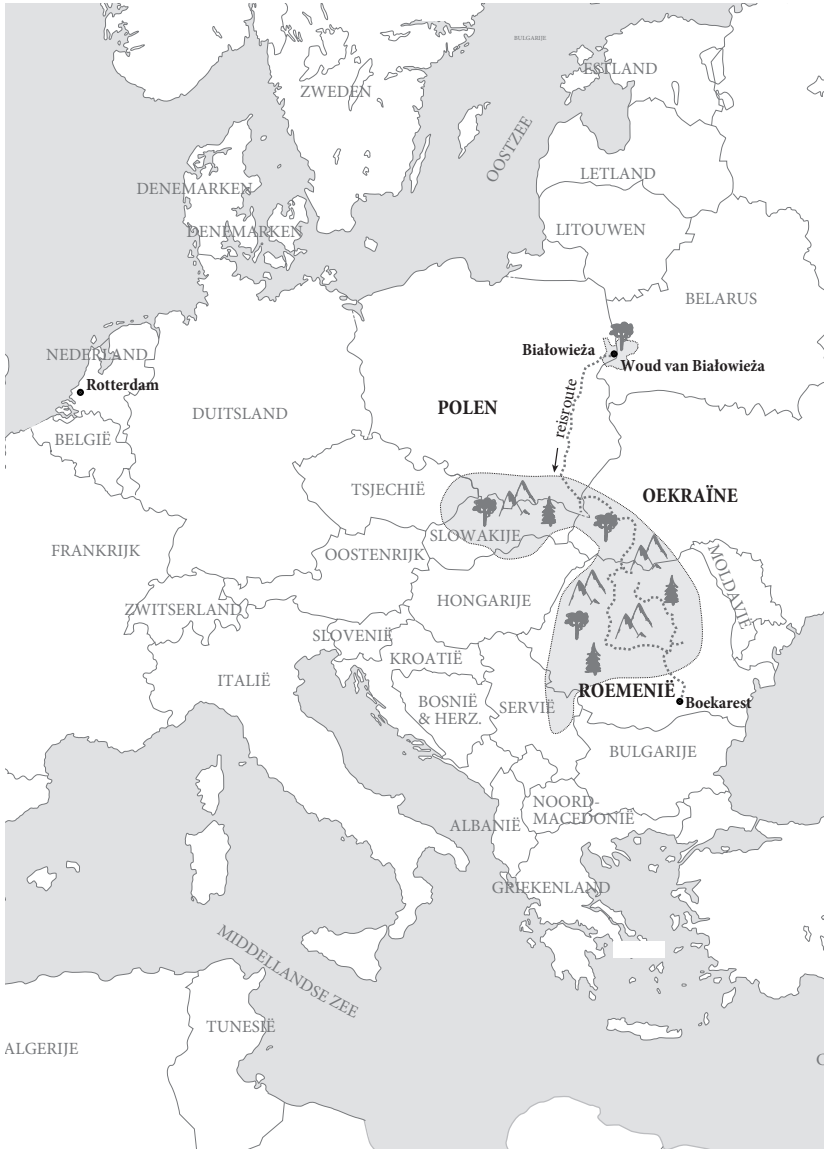 BULGARIJE
ESTLAND
ZWEDEN
OOSTZEE
LETLAND
DENEMARKEN
LITOUWEN
DENEMARKEN
BELARUS
NEDERLAND
Białowieża
Woud van Białowieża
Rotterdam
reisroute
POLEN
DUITSLAND
BELGIË
TSJECHIË
OEKRAÏNE
SLOWAKIJE
FRANKRIJK
OOSTENRIJK
MOLDAVIË
HONGARIJE
ZWITSERLAND
SLOVENIË
KROATIË
ITALIË
ROEMENIË
BOSNIË
& HERZ.
SERVIË
Boekarest
BULGARIJE
NOORD-
MACEDONIË
ALBANIË
GRIEKENLAND
MIDDELLANDSE ZEE
TUNESIË
ALGERIJE